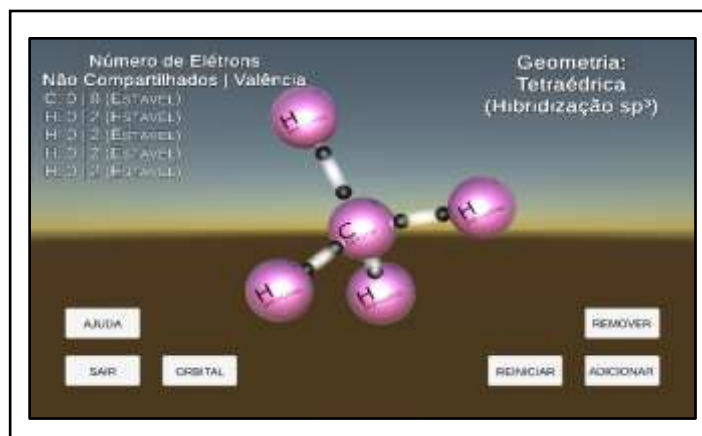 Número de Elétrons
Não Compartilhados | Valência
C: 0 | 8 (ESTÁVEL)
H: 0 | 2 (ESTÁVEL)
H: 0 | 2 (ESTÁVEL)
H: 0 | 2 (ESTÁVEL)
H: 0 | 2 (ESTÁVEL)
Geometria:
Tetraédrica
(Hibridização sp³)
H
C
H
H
H
AJUDA
REMOVER
SAIR
ORBITAL
REINICIAR
ADICIONAR